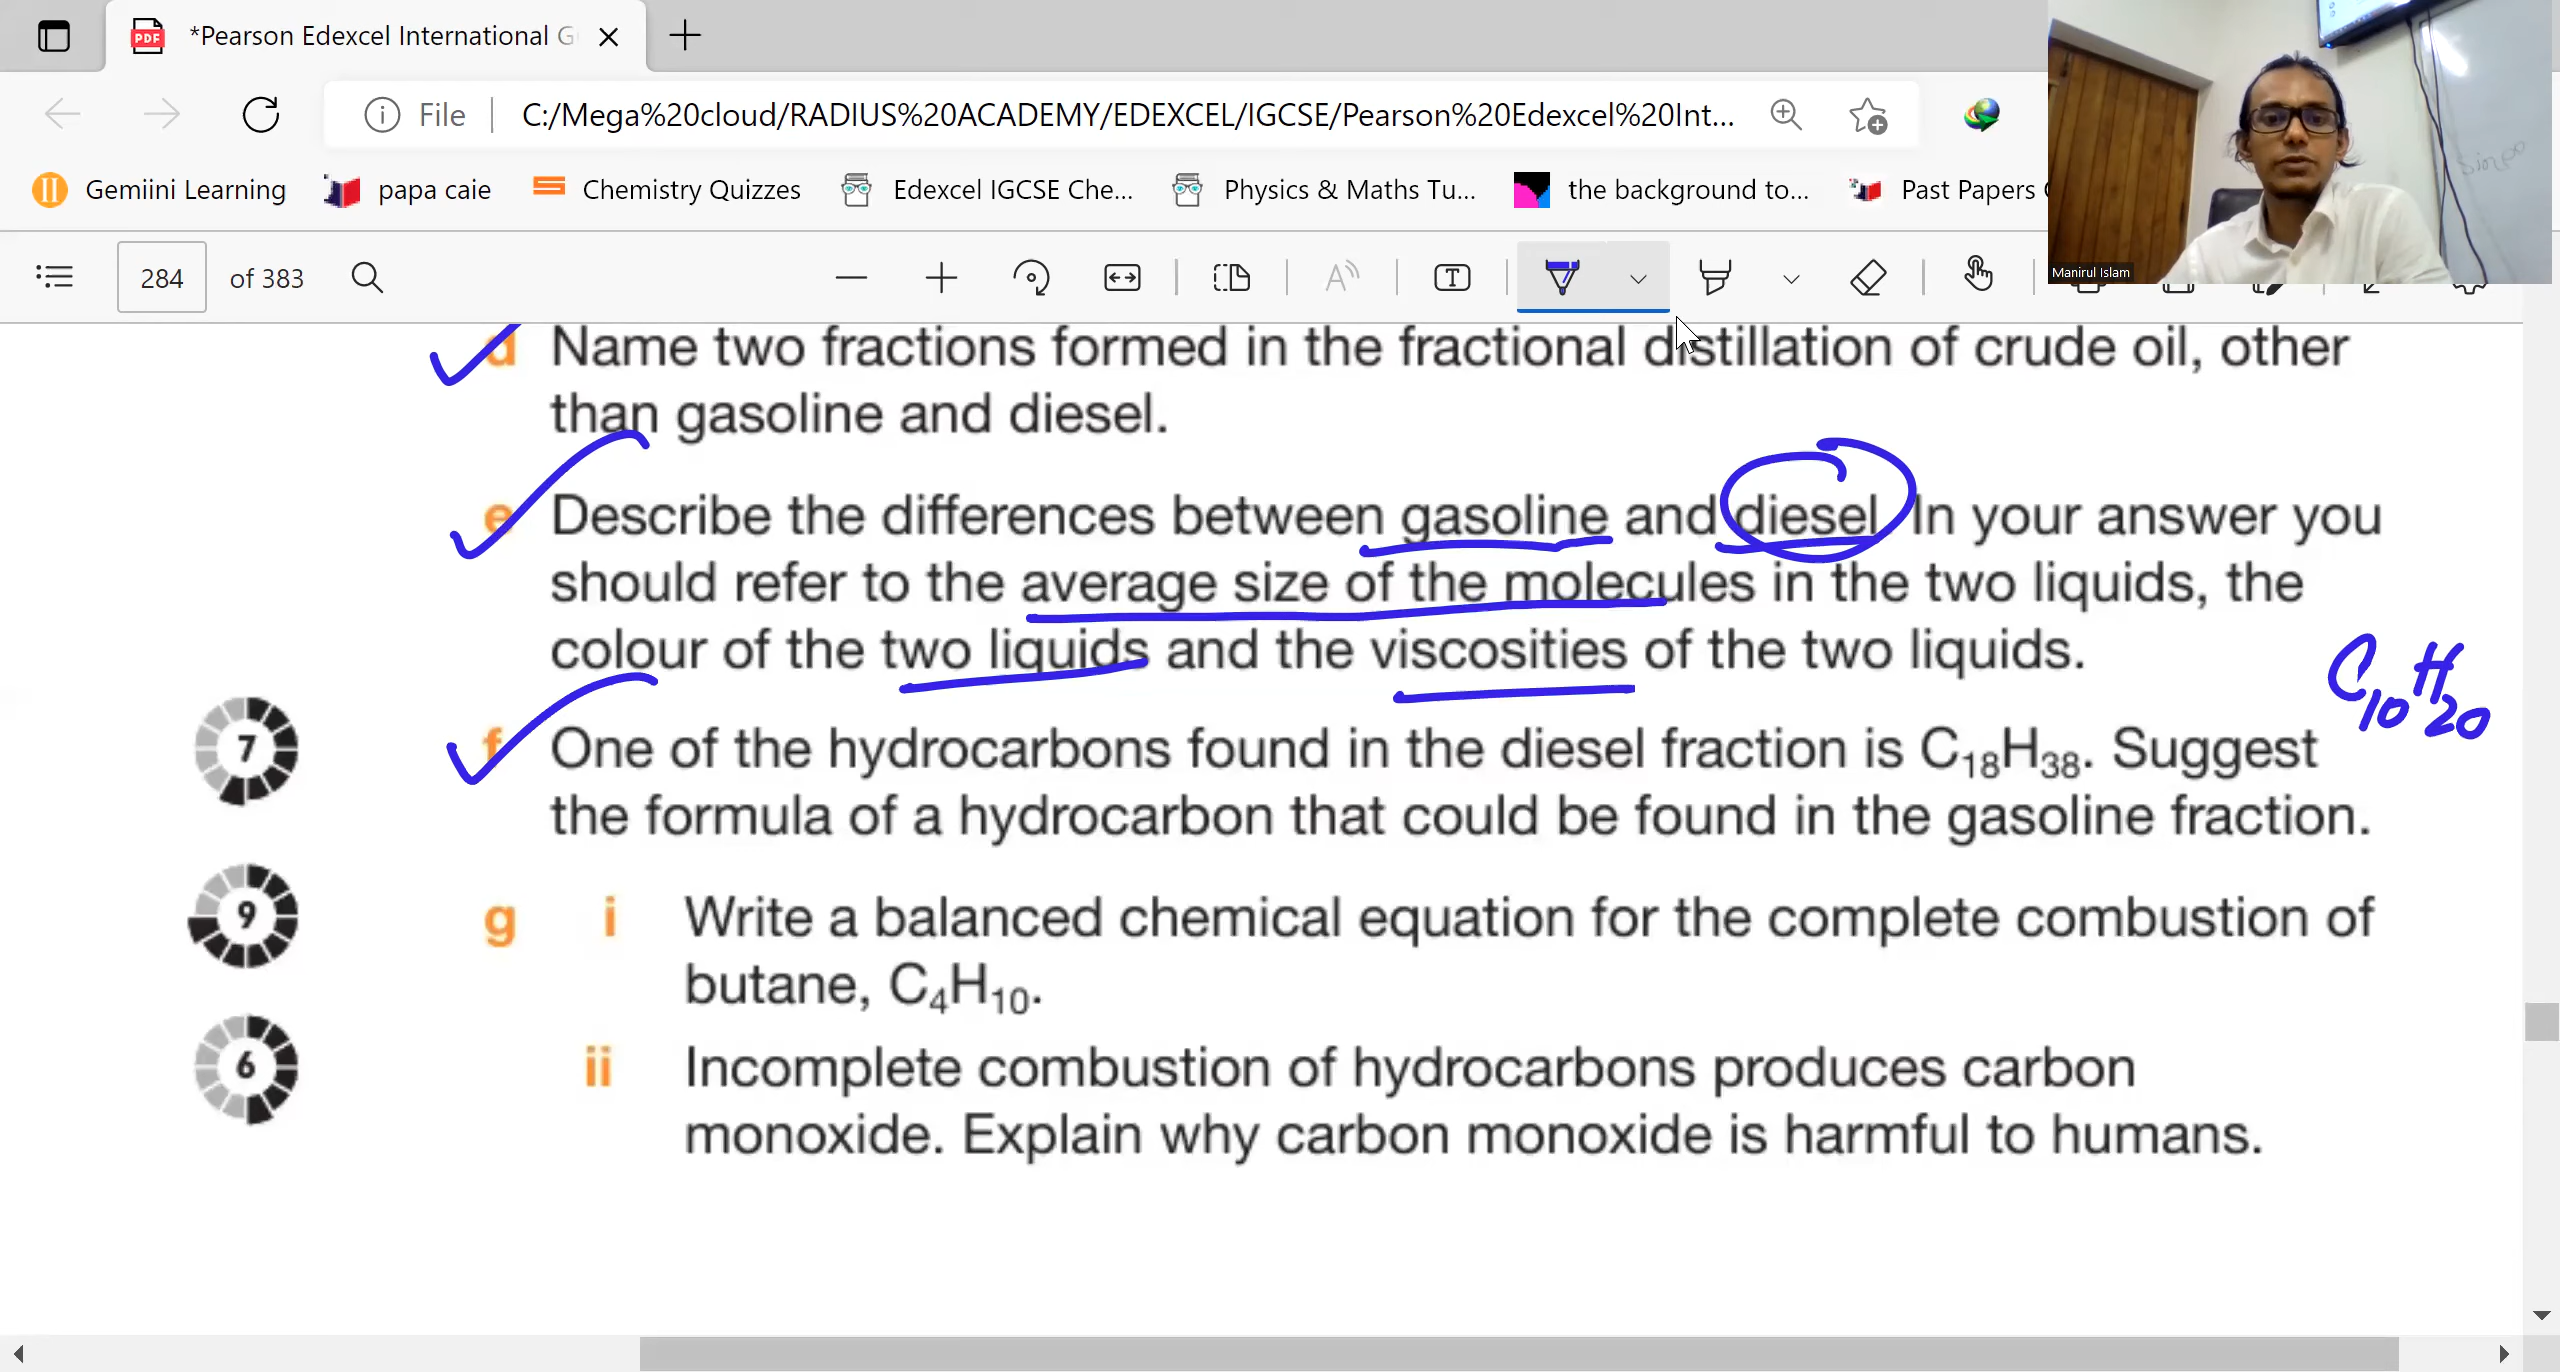 *Pearson Edexcel International G
File C:/Mega%20cloud/RADIUS%20ACADEMY/EDEXCEL/IGCSE/Pearson%20Edexcel%20Int...
Gemiini Learning papa caie Chemistry Quizzes Edexcel IGCSE Che... Physics & Maths Tu... the background to... Past Papers
Manirul Islam
284 of 383
d Name two fractions formed in the fractional distillation of crude oil, other
than gasoline and diesel.
e Describe the differences between gasoline and diesel. In your answer you
should refer to the average size of the molecules in the two liquids, the
colour of the two liquids and the viscosities of the two liquids.
C₁₀H₂₀
7 f One of the hydrocarbons found in the diesel fraction is C₁₈H₃₈. Suggest
the formula of a hydrocarbon that could be found in the gasoline fraction.
9 g i Write a balanced chemical equation for the complete combustion of
butane, C₄H₁₀.
6 ii Incomplete combustion of hydrocarbons produces carbon
monoxide. Explain why carbon monoxide is harmful to humans.